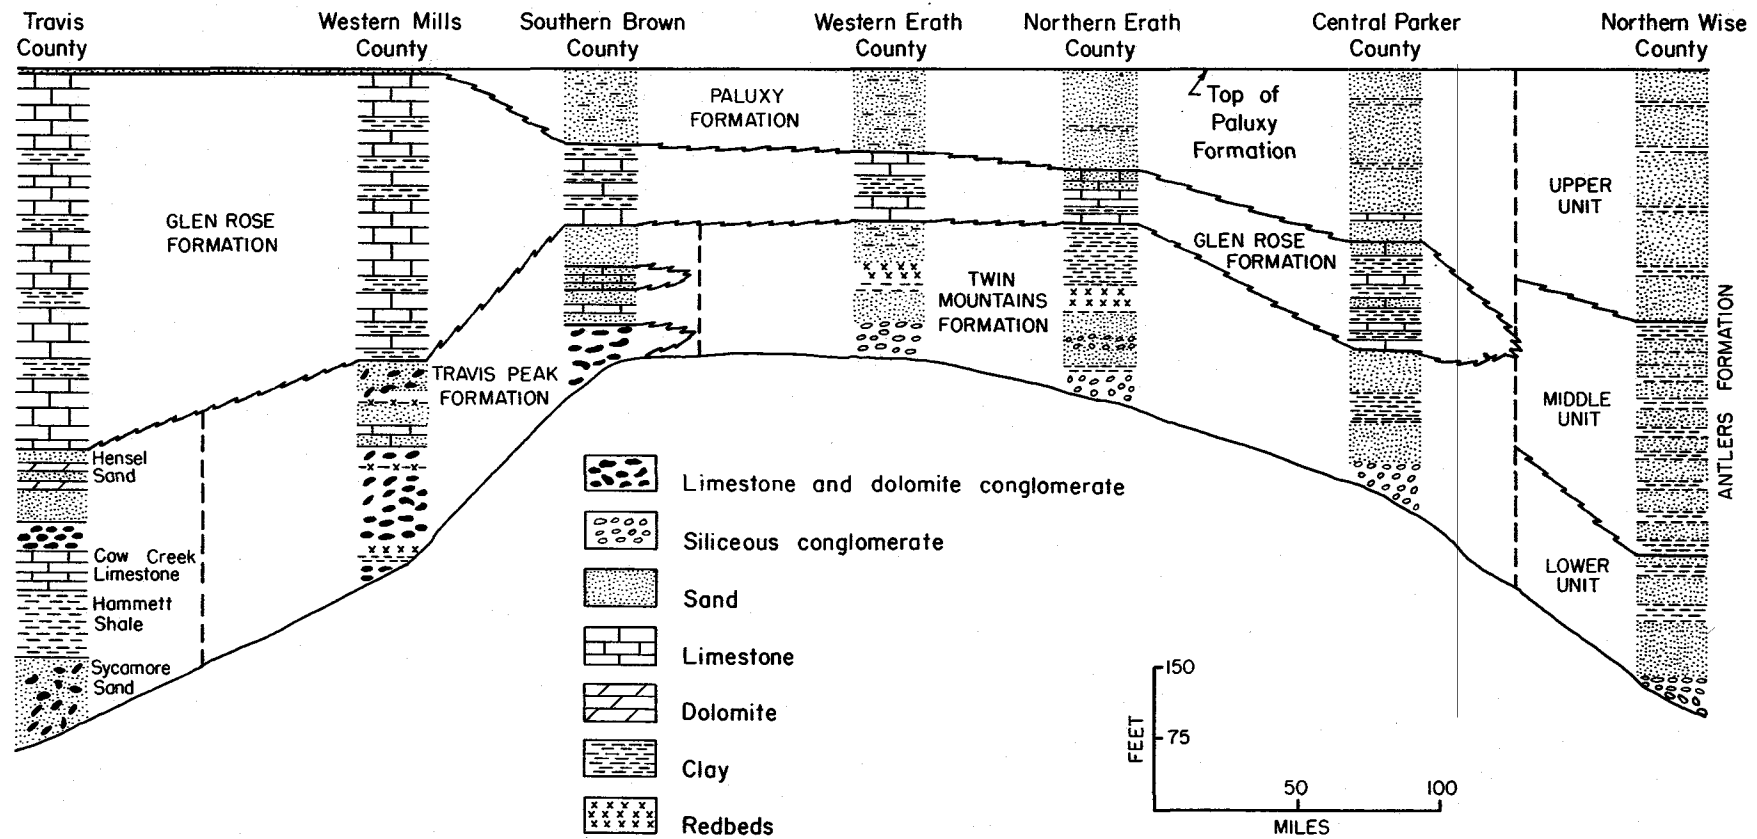 Travis
County
Western Mills
County
Southern Brown
County
Western Erath
County
Northern Erath
County
Central Parker
County
Northern Wise
County
PALUXY
FORMATION
Top of
Paluxy
Formation
GLEN ROSE
FORMATION
UPPER
UNIT
GLEN ROSE
FORMATION
TWIN
MOUNTAINS
FORMATION
TRAVIS PEAK
FORMATION
MIDDLE
UNIT
ANTLERS FORMATION
LOWER
UNIT
Hensel
Sand
Cow Creek
Limestone
Hammett
Shale
Sycamore
Sand
Limestone and dolomite conglomerate
Siliceous conglomerate
Sand
Limestone
Dolomite
Clay
Redbeds
150
75
FEET
50
100
MILES